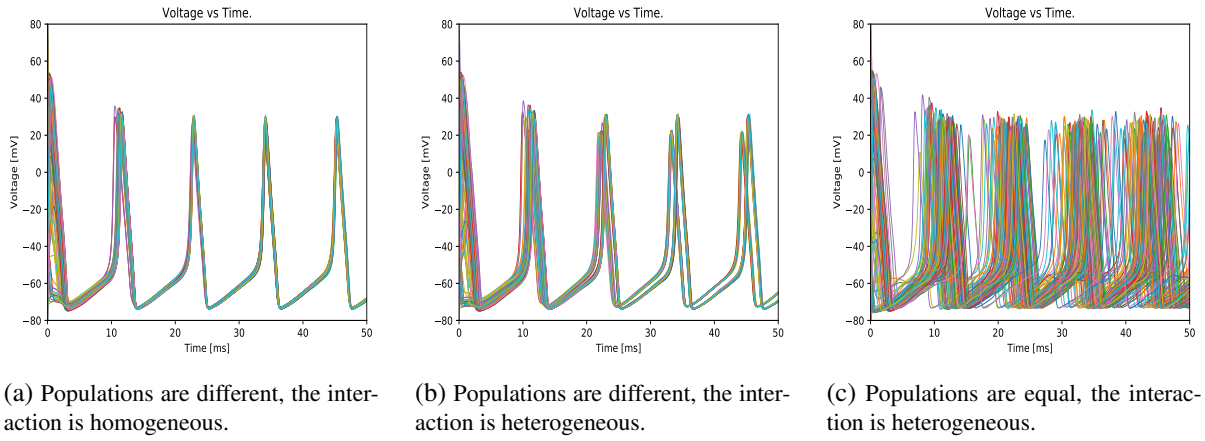 Voltage vs Time.
80
60
40
20
0
−20
−40
−60
−80
Voltage [mV]
0 10 20 30 40 50
Time [ms]
Voltage vs Time.
80
60
40
20
0
−20
−40
−60
−80
Voltage [mV]
0 10 20 30 40 50
Time [ms]
Voltage vs Time.
80
60
40
20
0
−20
−40
−60
−80
Voltage [mV]
0 10 20 30 40 50
Time [ms]
(a) Populations are different, the inter-
action is homogeneous.
(b) Populations are different, the inter-
action is heterogeneous.
(c) Populations are equal, the interac-
tion is heterogeneous.